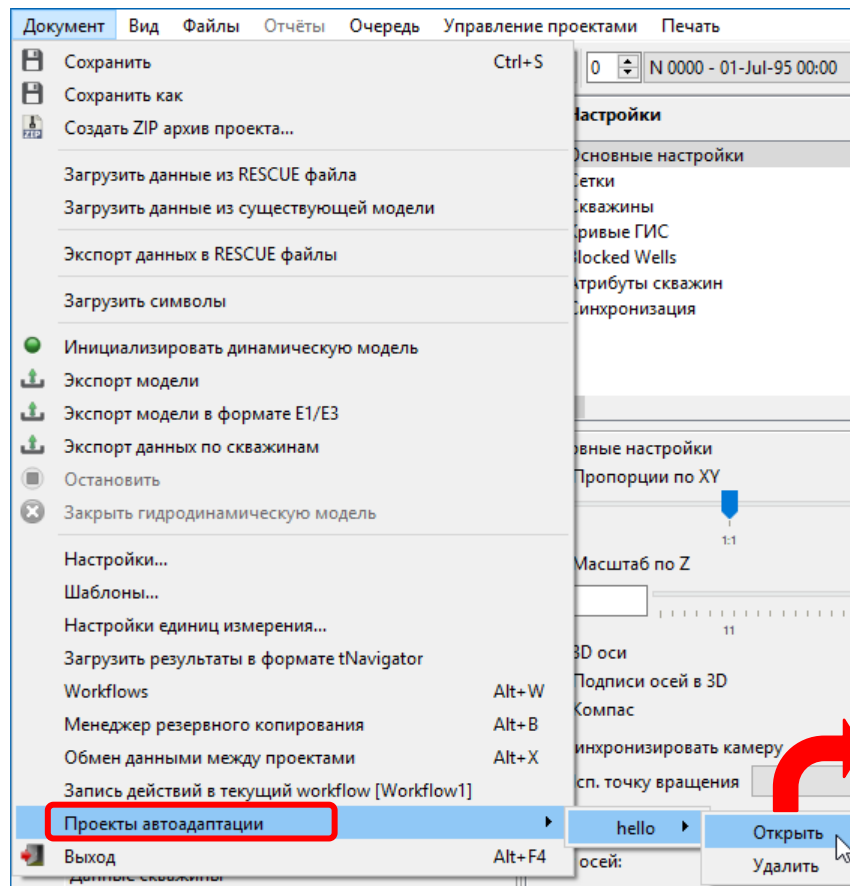 Документ Вид Файлы Отчёты Очередь Управление проектами Печать
Сохранить Ctrl+S
0 N 0000 - 01-Jul-95 00:00
Сохранить как
Создать ZIP архив проекта...
Настройки
Основные настройки
Загрузить данные из RESCUE файла
Сетки
Загрузить данные из существующей модели
Скважины
Кривые ГИС
Экспорт данных в RESCUE файлы
Blocked Wells
Атрибуты скважин
Загрузить символы
Синхронизация
Инициализировать динамическую модель
Экспорт модели
Экспорт модели в формате E1/E3
Экспорт данных по скважинам
овные настройки
Остановить
Пропорции по XY
Закрыть гидродинамическую модель
1:1
Настройки...
Масштаб по Z
Шаблоны...
Настройки единиц измерения...
11
Загрузить результаты в формате tNavigator
3D оси
Workflows Alt+W
Подписи осей в 3D
Менеджер резервного копирования Alt+B
Компас
Обмен данными между проектами Alt+X
инхронизировать камеру
Запись действий в текущий workflow [Workflow1]
сп. точку вращения
Проекты автоадаптации
hello
Открыть
Выход Alt+F4
осей:
Удалить
Данные скважины